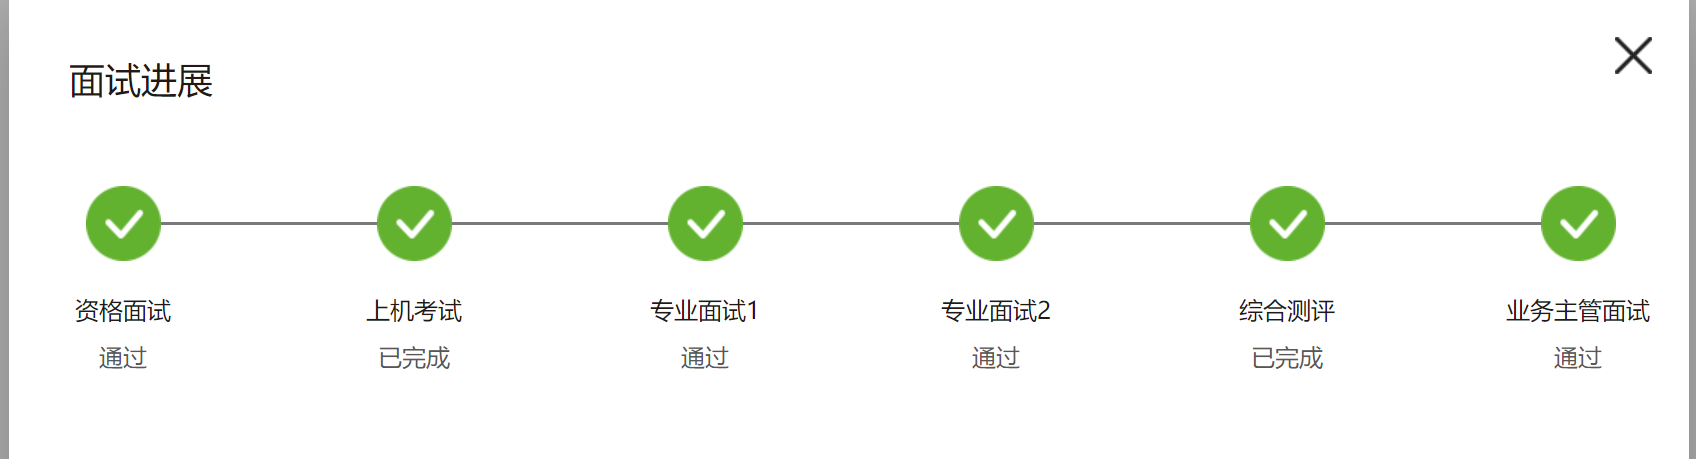 面试进展
资格面试
上机考试
专业面试1
专业面试2
综合测评
业务主管面试
通过
已完成
通过
通过
已完成
通过